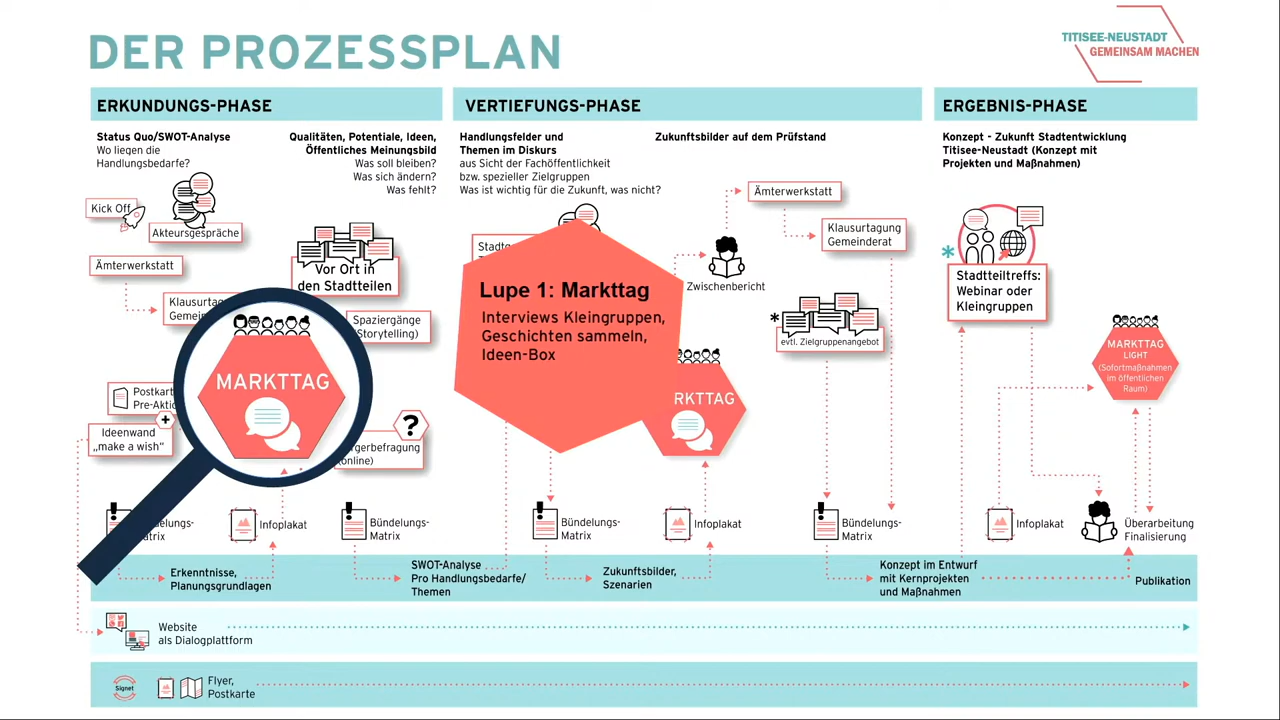 DER PROZESSPLAN
TITISEE-NEUSTADT
GEMEINSAM MACHEN
ERKUNDUNGS-PHASE
Status Quo/SWOT-Analyse
Wo liegen die
Handlungsbedarfe?
Qualitäten, Potentiale, Ideen,
Öffentliches Meinungsbild
Was soll bleiben?
Was sich ändern?
Was fehlt?
Kick Off
Akteursgespräche
Ämterwerkstatt
Vor Ort in
den Stadtteilen
Spaziergänge
MARKTTAG
Ideenwand
„make a wish“
+
?
Infoplakat
Bündelungs-
Matrix
Erkenntnisse,
Planungsgrundlagen
VERTIEFUNGS-PHASE
Handlungsfelder und
Themen im Diskurs
aus Sicht der Fachöffentlichkeit
bzw. spezieller Zielgruppen
Was ist wichtig für die Zukunft, was nicht?
Zukunftsbilder auf dem Prüfstand
Lupe 1: Markttag
Interviews Kleingruppen,
Geschichten sammeln,
Ideen-Box
RKTTAG
Zwischenbericht
Ämterwerkstatt
Klausurtagung
Gemeinderat
*
evtl. Zielgruppenangebot
Bündelungs-
Matrix
Infoplakat
Bündelungs-
Matrix
SWOT-Analyse
Pro Handlungsbedarfe/
Themen
Zukunftsbilder,
Szenarien
ERGEBNIS-PHASE
Konzept - Zukunft Stadtentwicklung
Titisee-Neustadt (Konzept mit
Projekten und Maßnahmen)
*
Stadtteiltreffs:
Webinar oder
Kleingruppen
MARKTTAG
LIGHT
(Sofortmaßnahmen
im öffentlichen
Raum)
Infoplakat
Überarbeitung
Finalisierung
Konzept im Entwurf
mit Kernprojekten
und Maßnahmen
Publikation
Website
als Dialogplattform
Signet
Flyer,
Postkarte